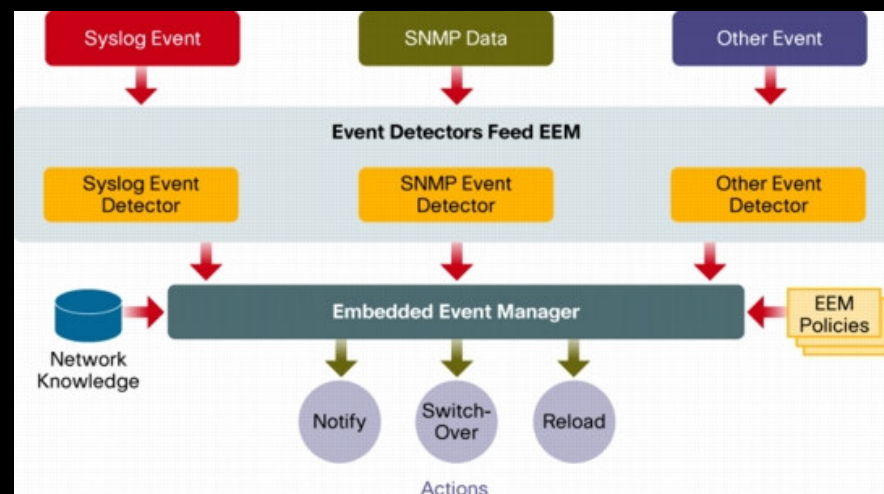 Syslog Event
SNMP Data
Other Event
Event Detectors Feed EEM
Syslog Event
Detector
SNMP Event
Detector
Other Event
Detector
Embedded Event Manager
Network
Knowledge
EEM
Policies
Notify
Switch-
Over
Reload
Actions